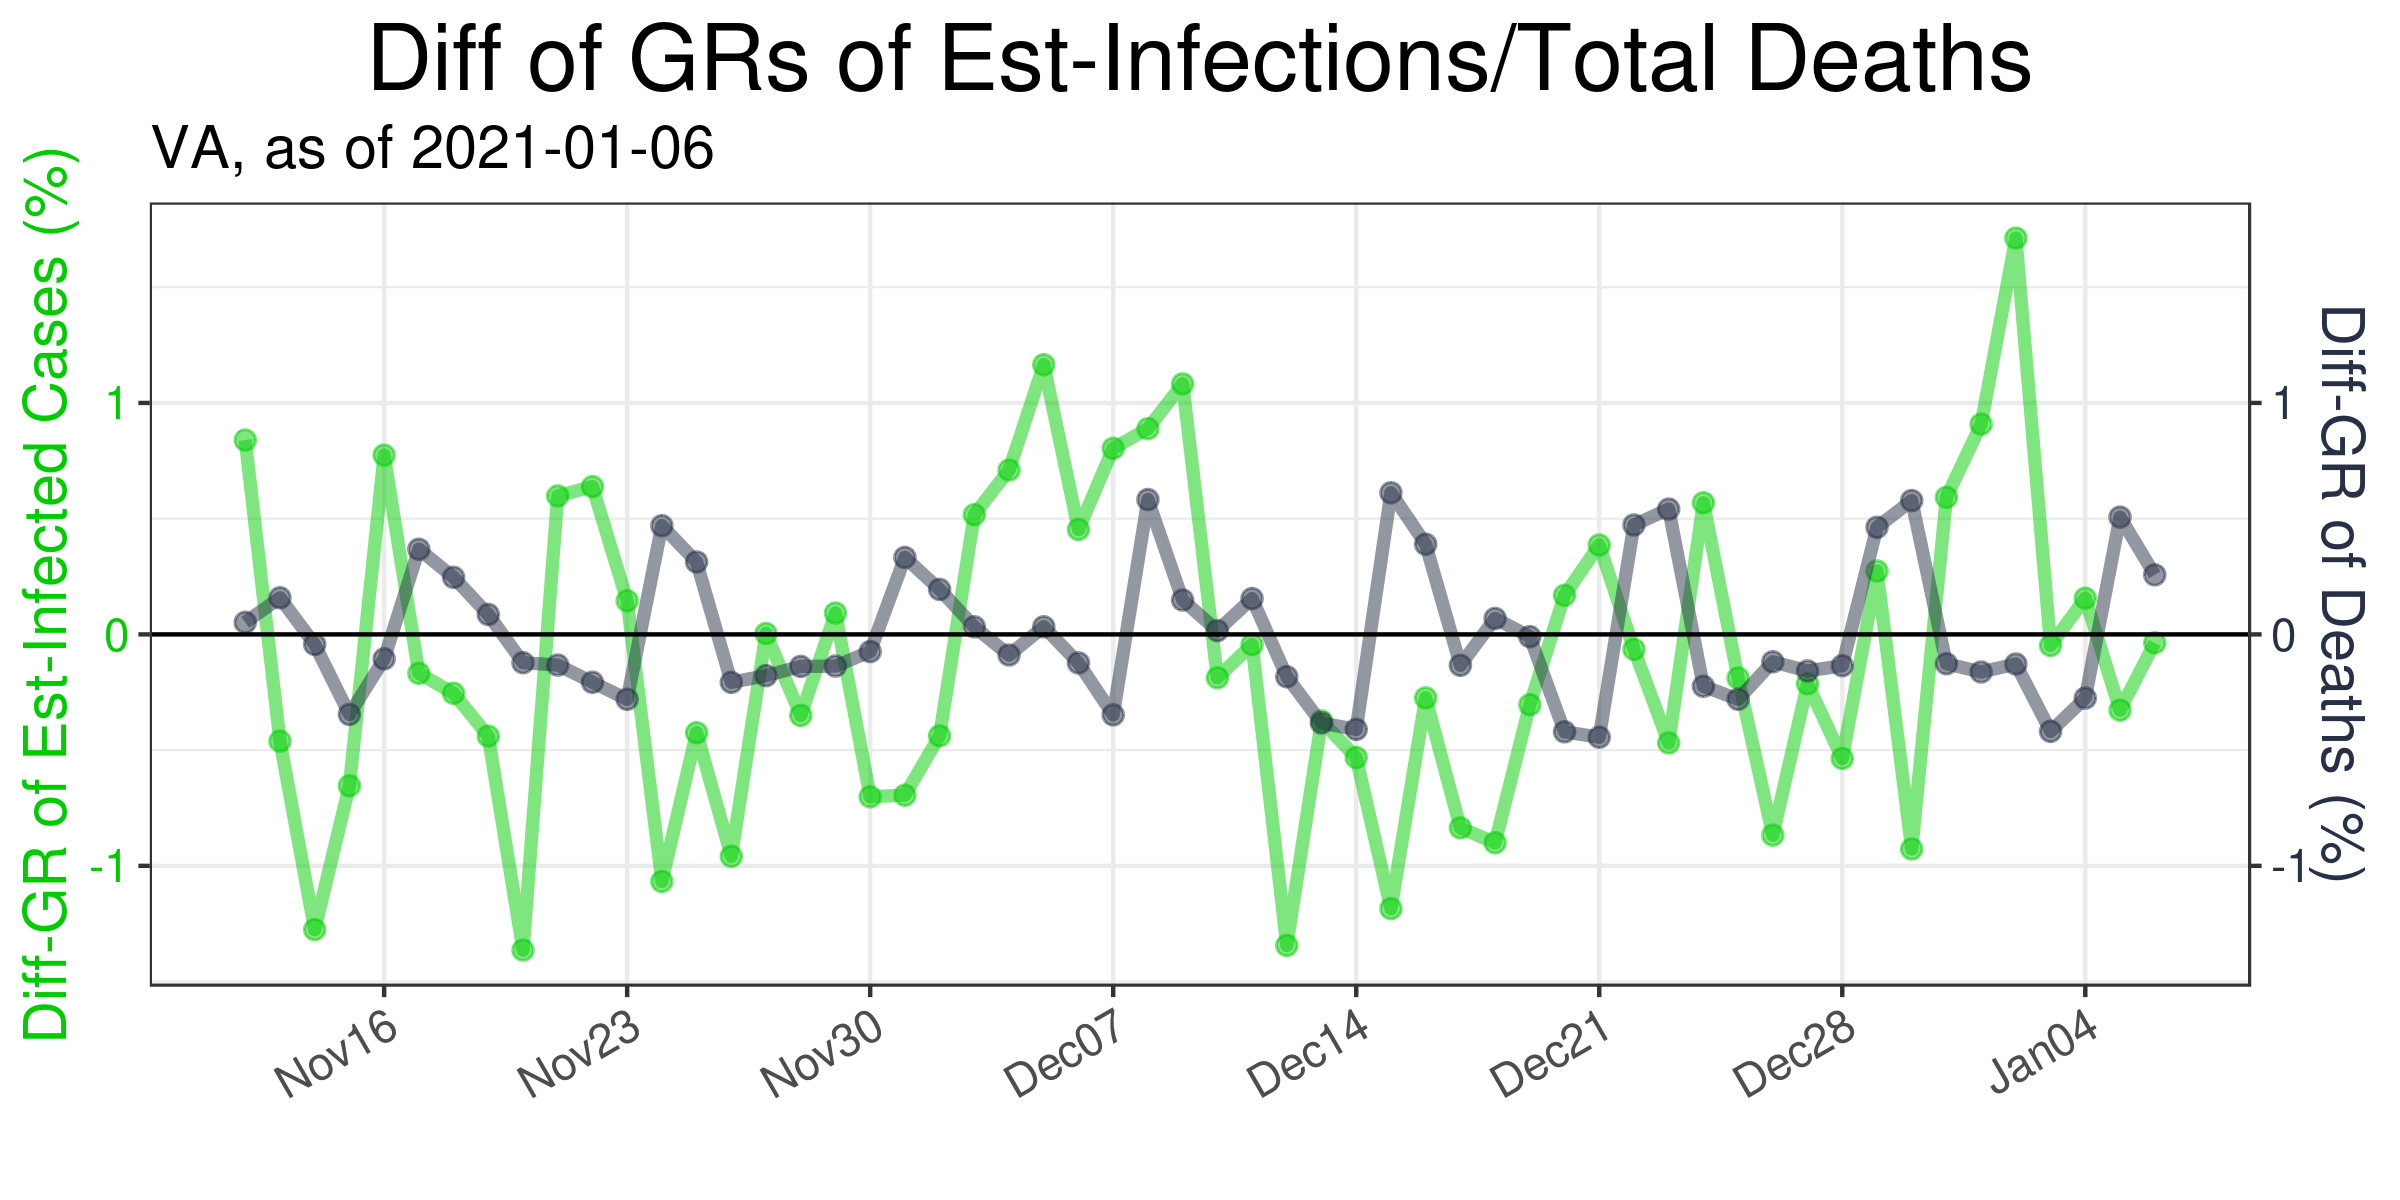 Diff of GRs of Est-Infections/Total Deaths
VA, as of 2021-01-06
Diff-GR of Est-Infected Cases (%)
1
0
-1
1
0
-1
Diff-GR of Deaths (%)
Nov16
Nov23
Nov30
Dec07
Dec14
Dec21
Dec28
Jan04